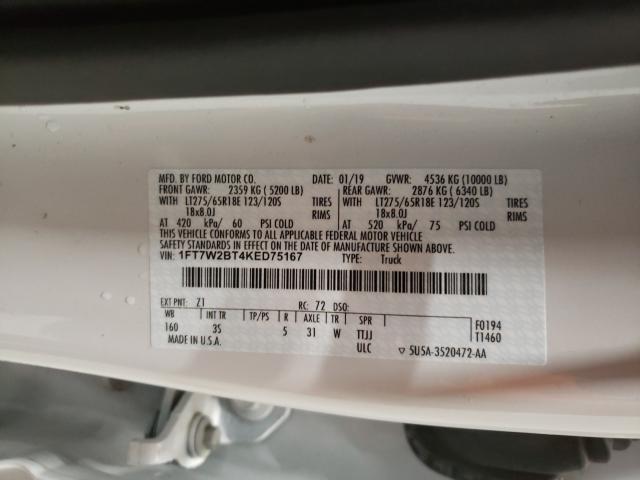 MFD. BY FORD MOTOR CO. DATE: 01/19 GVWR: 4536 KG (10000 LB)
FRONT GAWR: 2359 KG ( 5200 LB) REAR GAWR: 2876 KG ( 6340 LB)
WITH LT275/65R18E 123/120S TIRES WITH LT275/65R18E 123/120S TIRES
18x8.0J RIMS 18x8.0J RIMS
AT 420 kPa/ 60 PSI COLD AT 520 kPa/ 75 PSI COLD
THIS VEHICLE CONFORMS TO ALL APPLICABLE FEDERAL MOTOR VEHICLE
SAFETY STANDARDS IN EFFECT ON THE DATE OF MANUFACTURE SHOWN ABOVE.
VIN: 1FT7W2BT4KED75167 TYPE: Truck
EXT PNT: Z1 RC: 72 DSO:
WB INT TR TP/PS R AXLE TR SPR F0194
160 35 5 31 W TTJJ T1460
MADE IN U.S.A. ULC ▽ 5U5A-3520472-AA